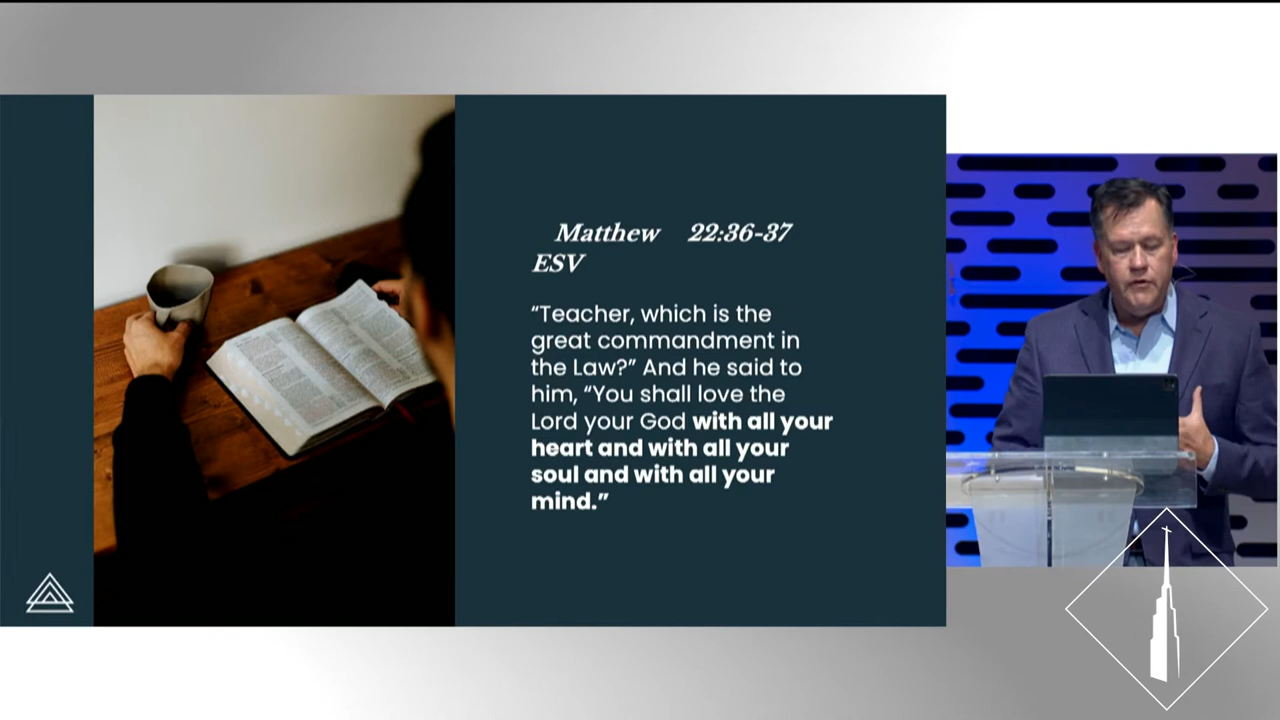 Matthew 22:36-37
ESV
“Teacher, which is the
great commandment in
the Law?” And he said to
him, “You shall love the
Lord your God with all your
heart and with all your
soul and with all your
mind.”